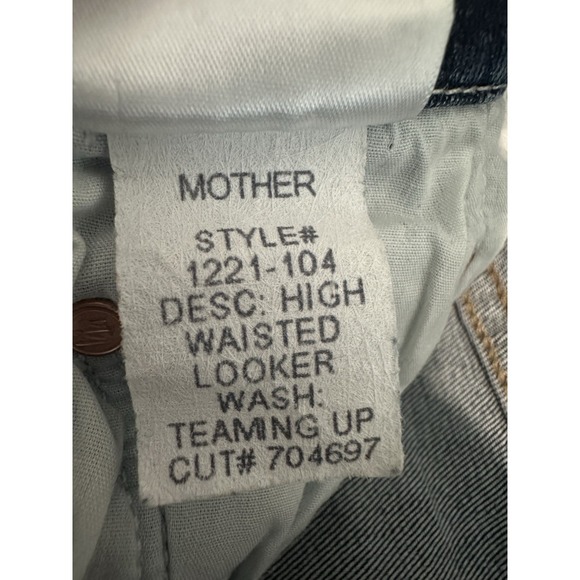 MOTHER
STYLE#
1221-104
DESC: HIGH
WAISTED
LOOKER
WASH:
TEAMING UP
CUT# 704697